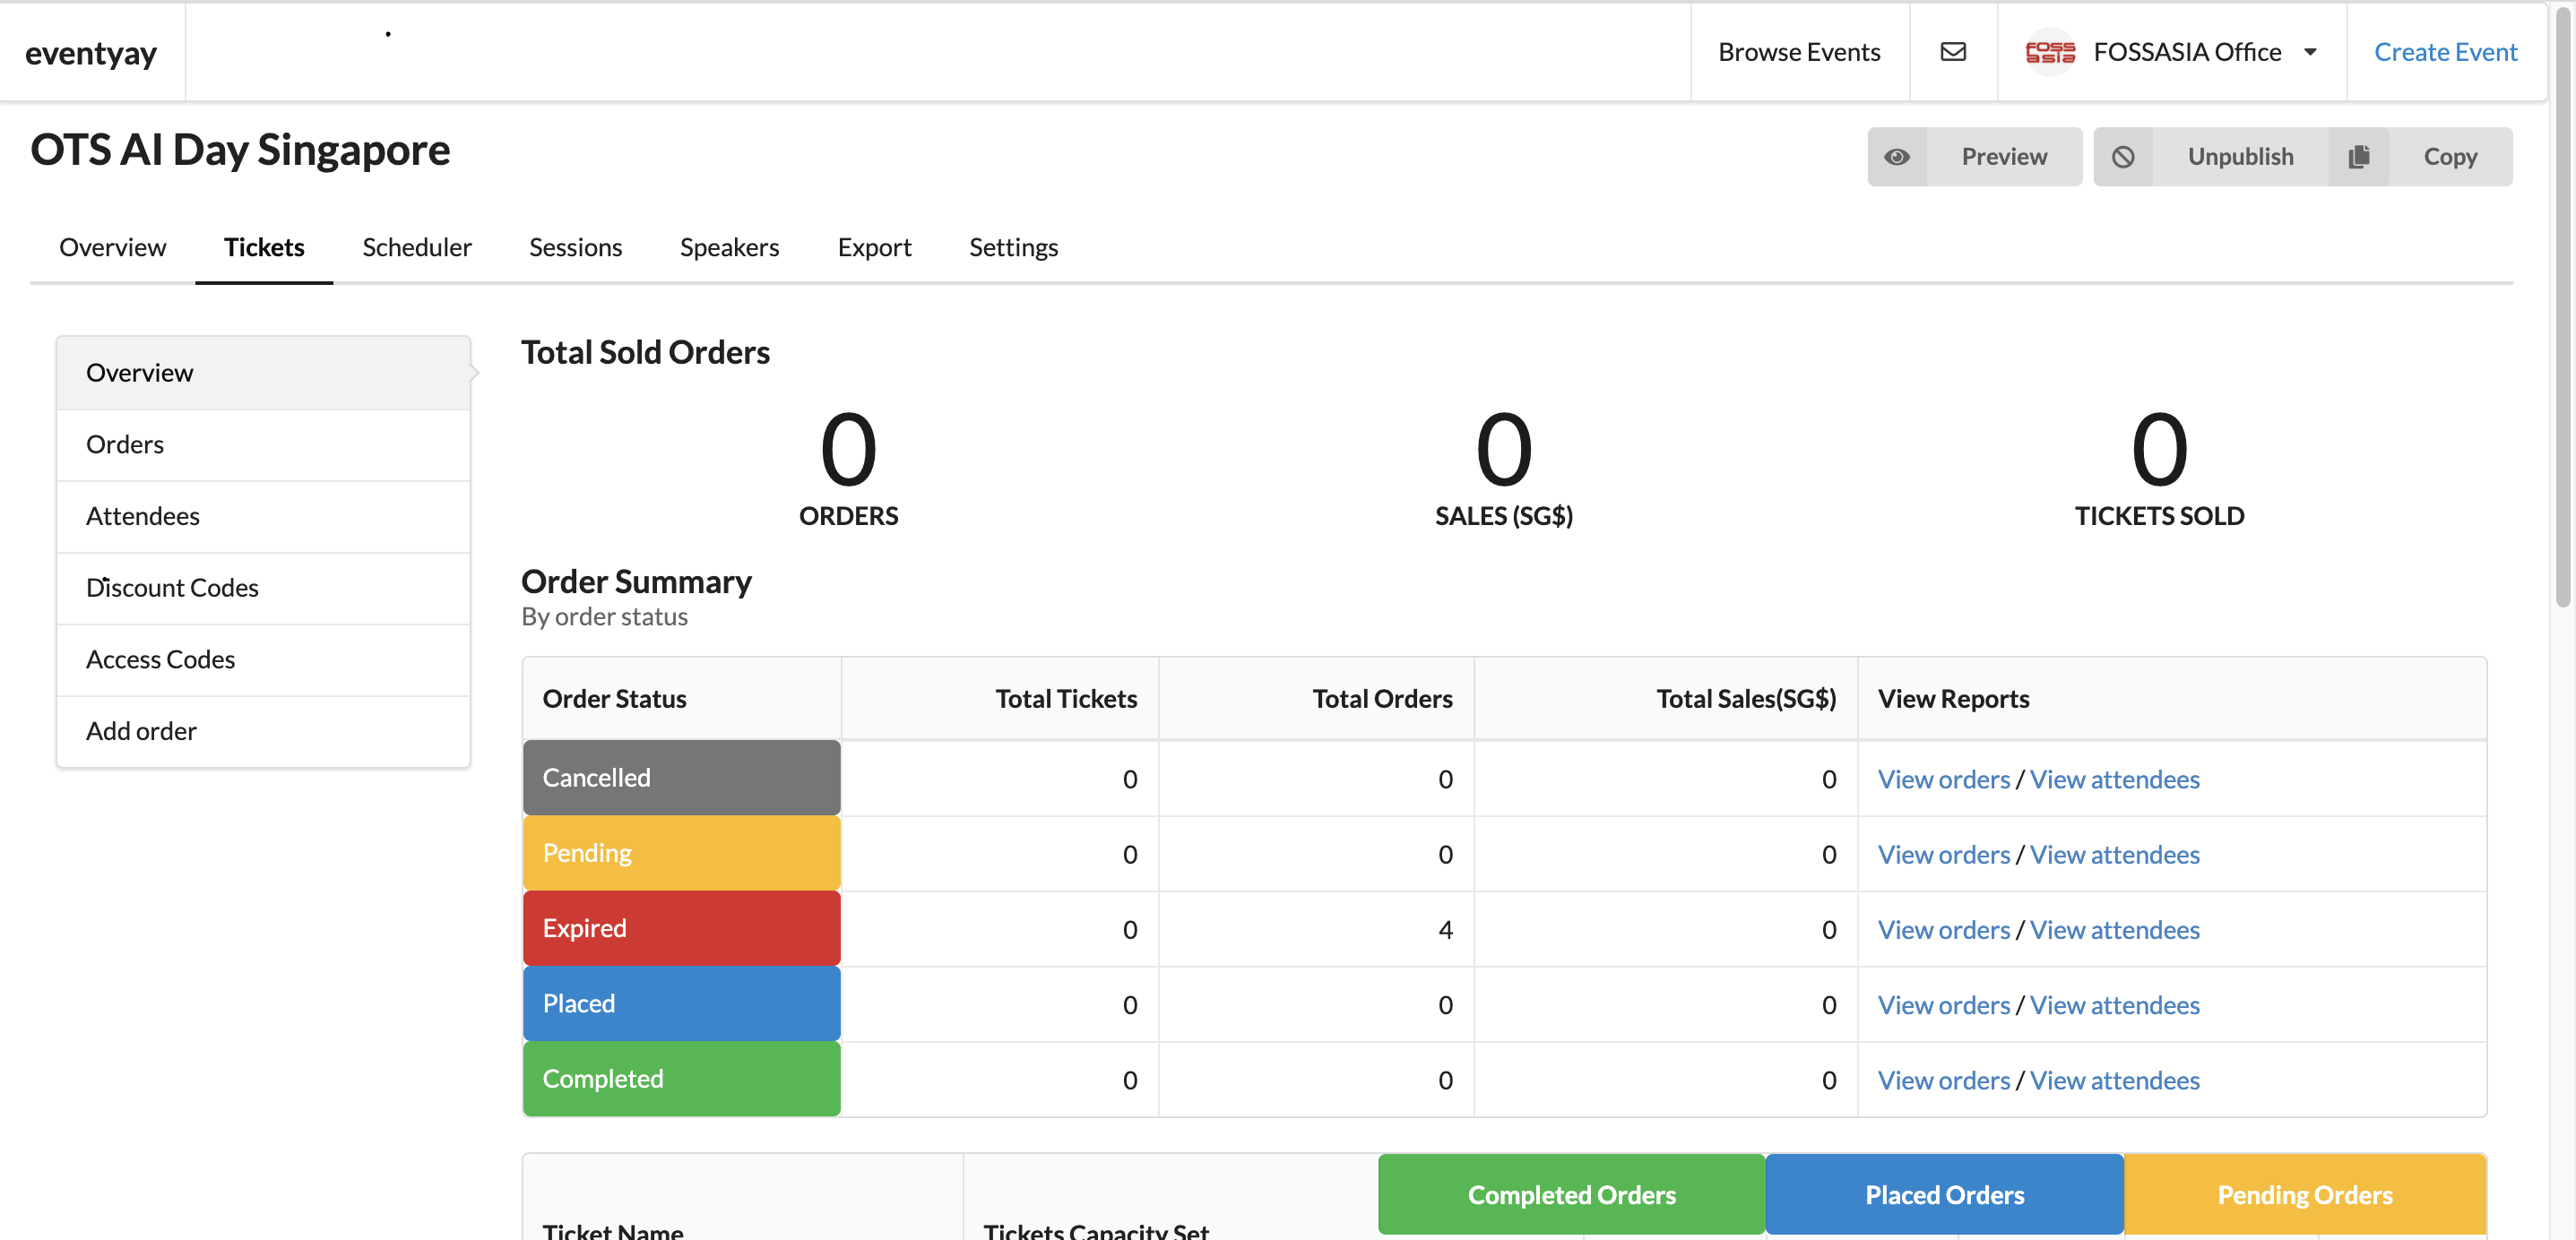 eventyay
Browse Events
FOSSASIA
FOSSASIA Office
Create Event
OTS AI Day Singapore
Preview
Unpublish
Copy
Overview Tickets Scheduler Sessions Speakers Export Settings
Overview
Orders
Attendees
Discount Codes
Access Codes
Add order
Total Sold Orders
0 0 0
ORDERS SALES (SG$) TICKETS SOLD
Order Summary
By order status
Order Status Total Tickets Total Orders Total Sales(SG$) View Reports
Cancelled 0 0 0 View orders / View attendees
Pending 0 0 0 View orders / View attendees
Expired 0 4 0 View orders / View attendees
Placed 0 0 0 View orders / View attendees
Completed 0 0 0 View orders / View attendees
Completed Orders Placed Orders Pending Orders
Ticket Name Tickets Capacity Set